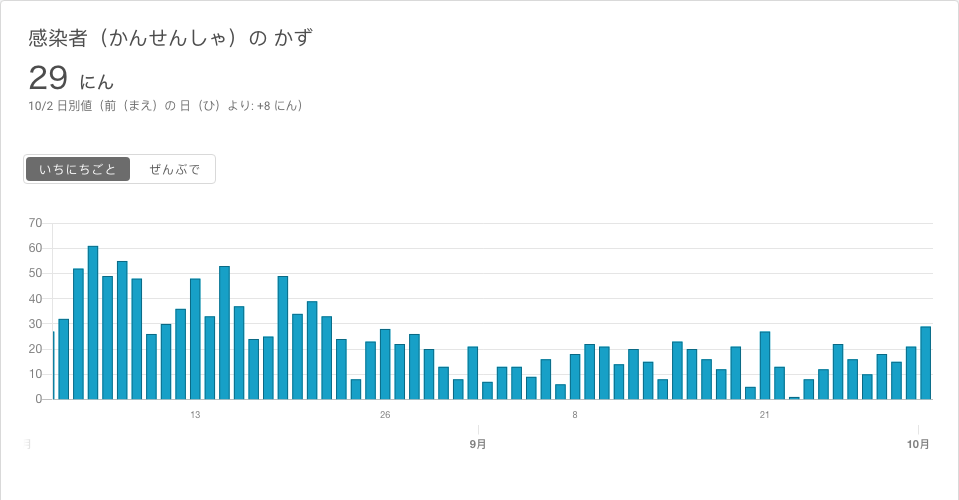 感染者（かんせんしゃ）の かず
29 にん
10/2 日別値（前（まえ）の 日（ひ）より: +8 にん）
いちにちごと ぜんぶで
70
60
50
40
30
20
10
0
13 26 8 21
月 9月 10月